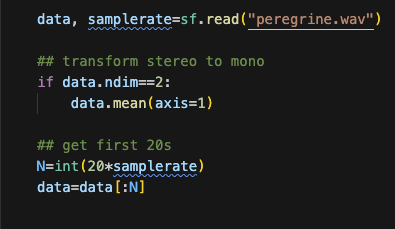 data, samplerate=sf.read("peregrine.wav")
## transform stereo to mono
if data.ndim==2:
    data.mean(axis=1)
## get first 20s
N=int(20*samplerate)
data=data[:N]